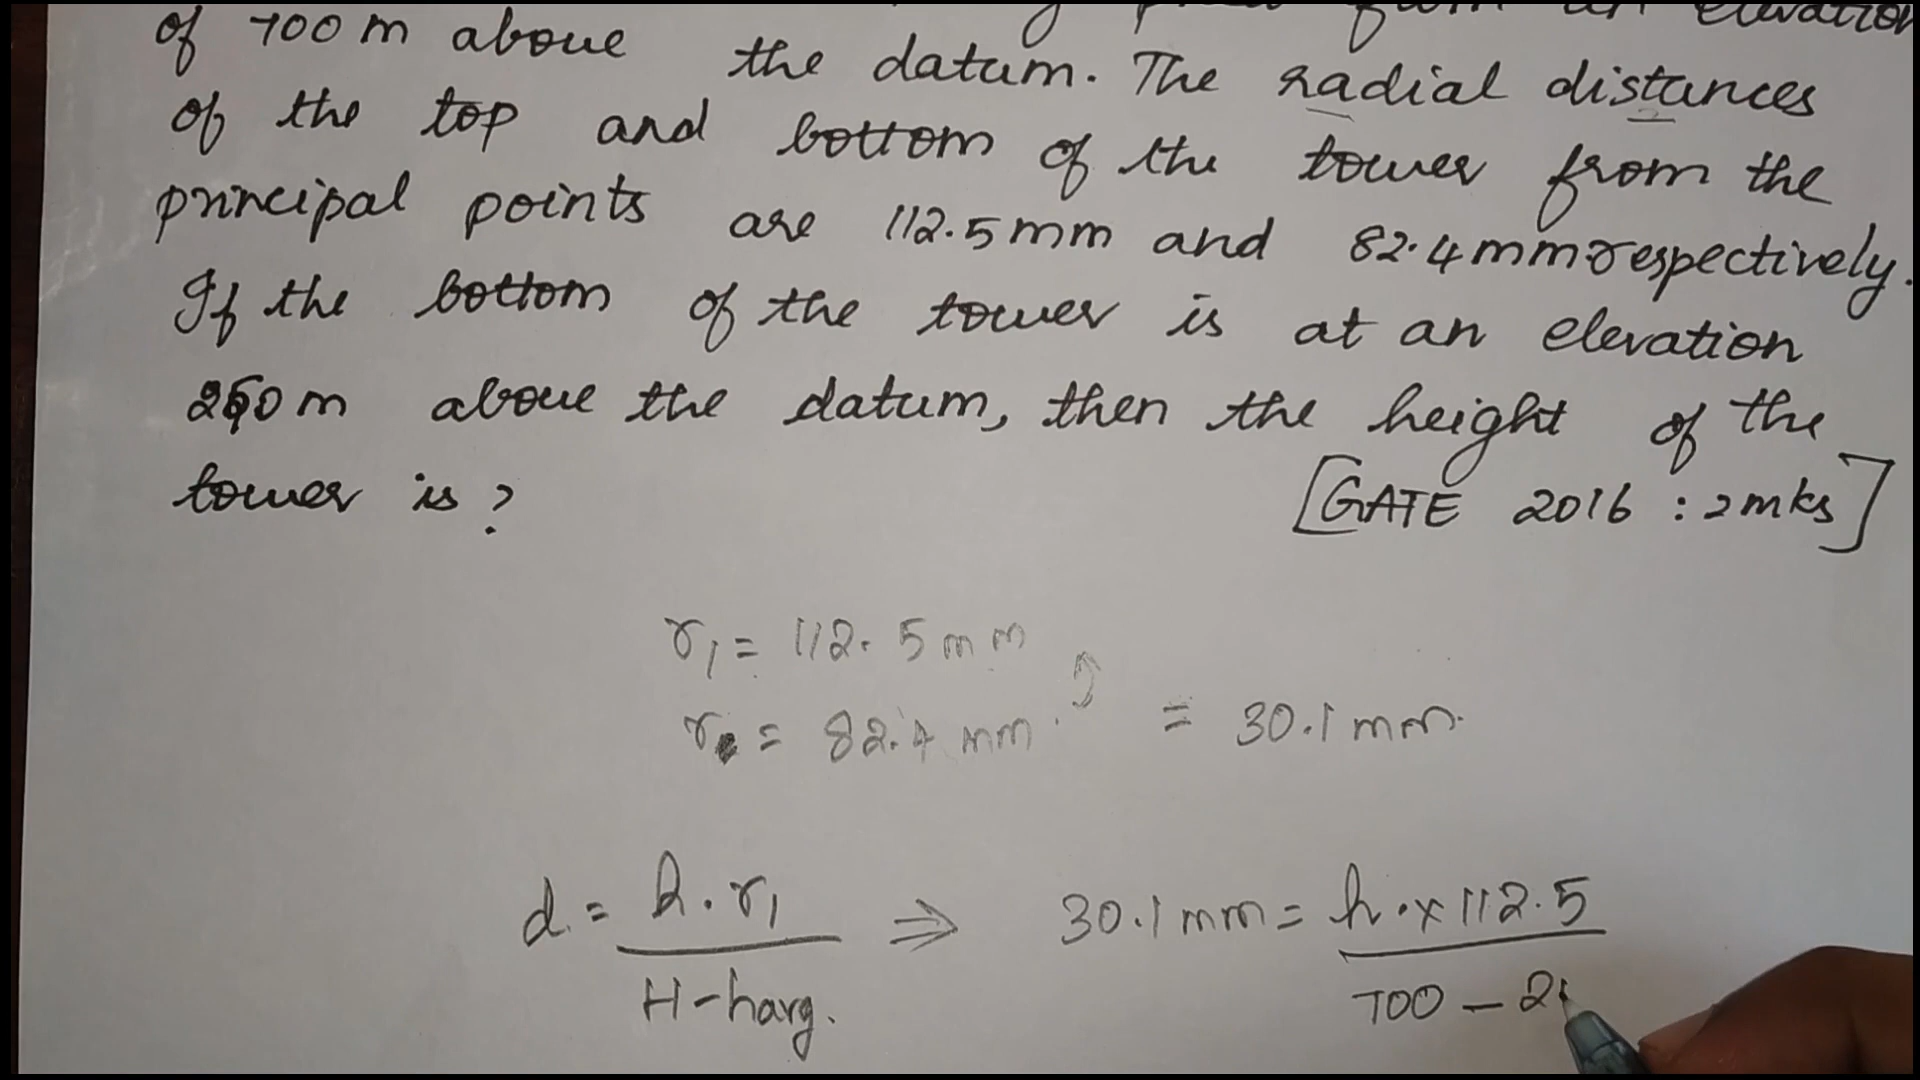 of 700 m above the datum. The radial distances
of the top and bottom of the tower from the
principal points are 112.5 mm and 82.4 mm respectively.
If the bottom of the tower is at an elevation
250 m above the datum, then the height of the
tower is ?
[GATE 2016 : 2 mks]
r₁ = 112.5 mm
r = 82.4 mm. = 30.1 mm.
d = h.r₁ / H-havg. ⇒ 30.1 mm = h.x 112.5 / 700 - 2